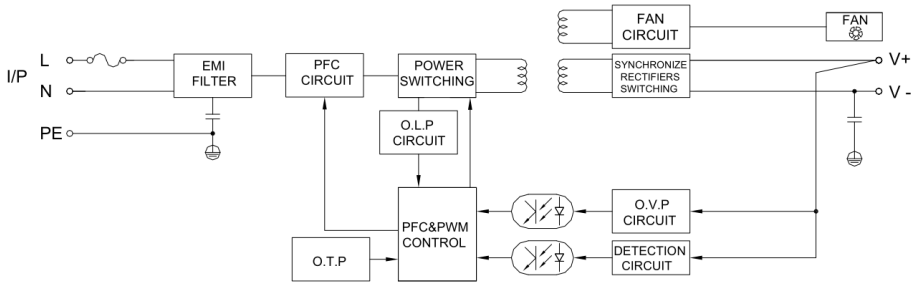 FAN
CIRCUIT
FAN
I/P
L
N
PE
EMI
FILTER
PFC
CIRCUIT
POWER
SWITCHING
SYNCHRONIZE
RECTIFIERS
SWITCHING
V+
V -
O.L.P
CIRCUIT
PFC&PWM
CONTROL
O.V.P
CIRCUIT
O.T.P
DETECTION
CIRCUIT